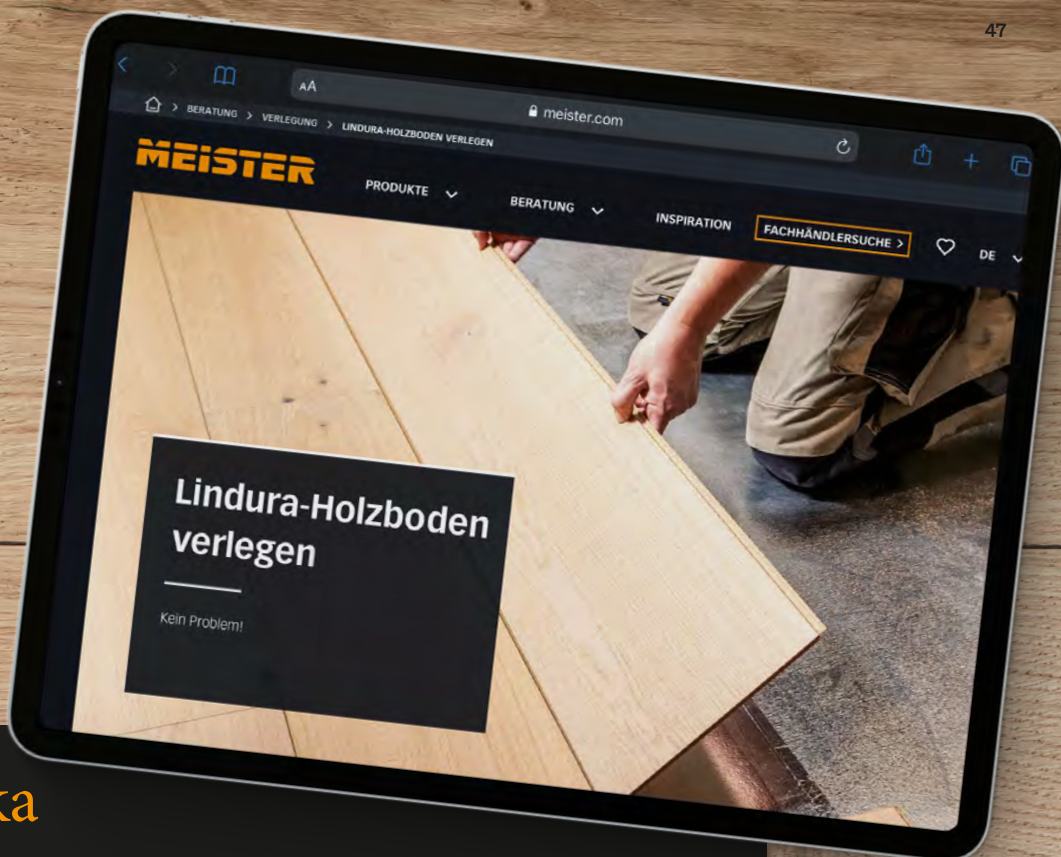 47
AA
meister.com
BERATUNG > VERLEGUNG > LINDURA-HOLZBODEN VERLEGEN
MEiSTER
PRODUKTE
BERATUNG
INSPIRATION
FACHHÄNDLERSUCHE >
DE
Lindura-Holzboden
verlegen
Kein Problem!
ka